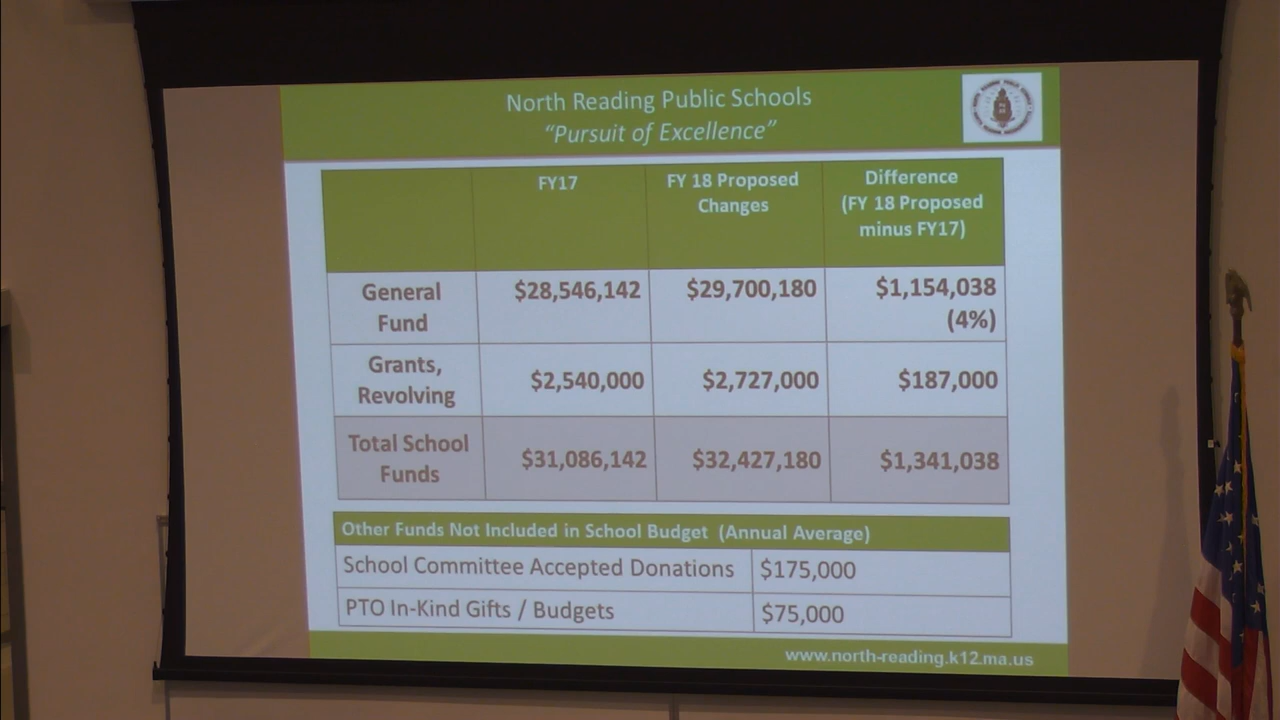 North Reading Public Schools
“Pursuit of Excellence”
FY17
FY 18 Proposed
Changes
Difference
(FY 18 Proposed
minus FY17)
General
Fund
$28,546,142
$29,700,180
$1,154,038
(4%)
Grants,
Revolving
$2,540,000
$2,727,000
$187,000
Total School
Funds
$31,086,142
$32,427,180
$1,341,038
Other Funds Not Included in School Budget (Annual Average)
School Committee Accepted Donations
$175,000
PTO In-Kind Gifts / Budgets
$75,000
www.north-reading.k12.ma.us